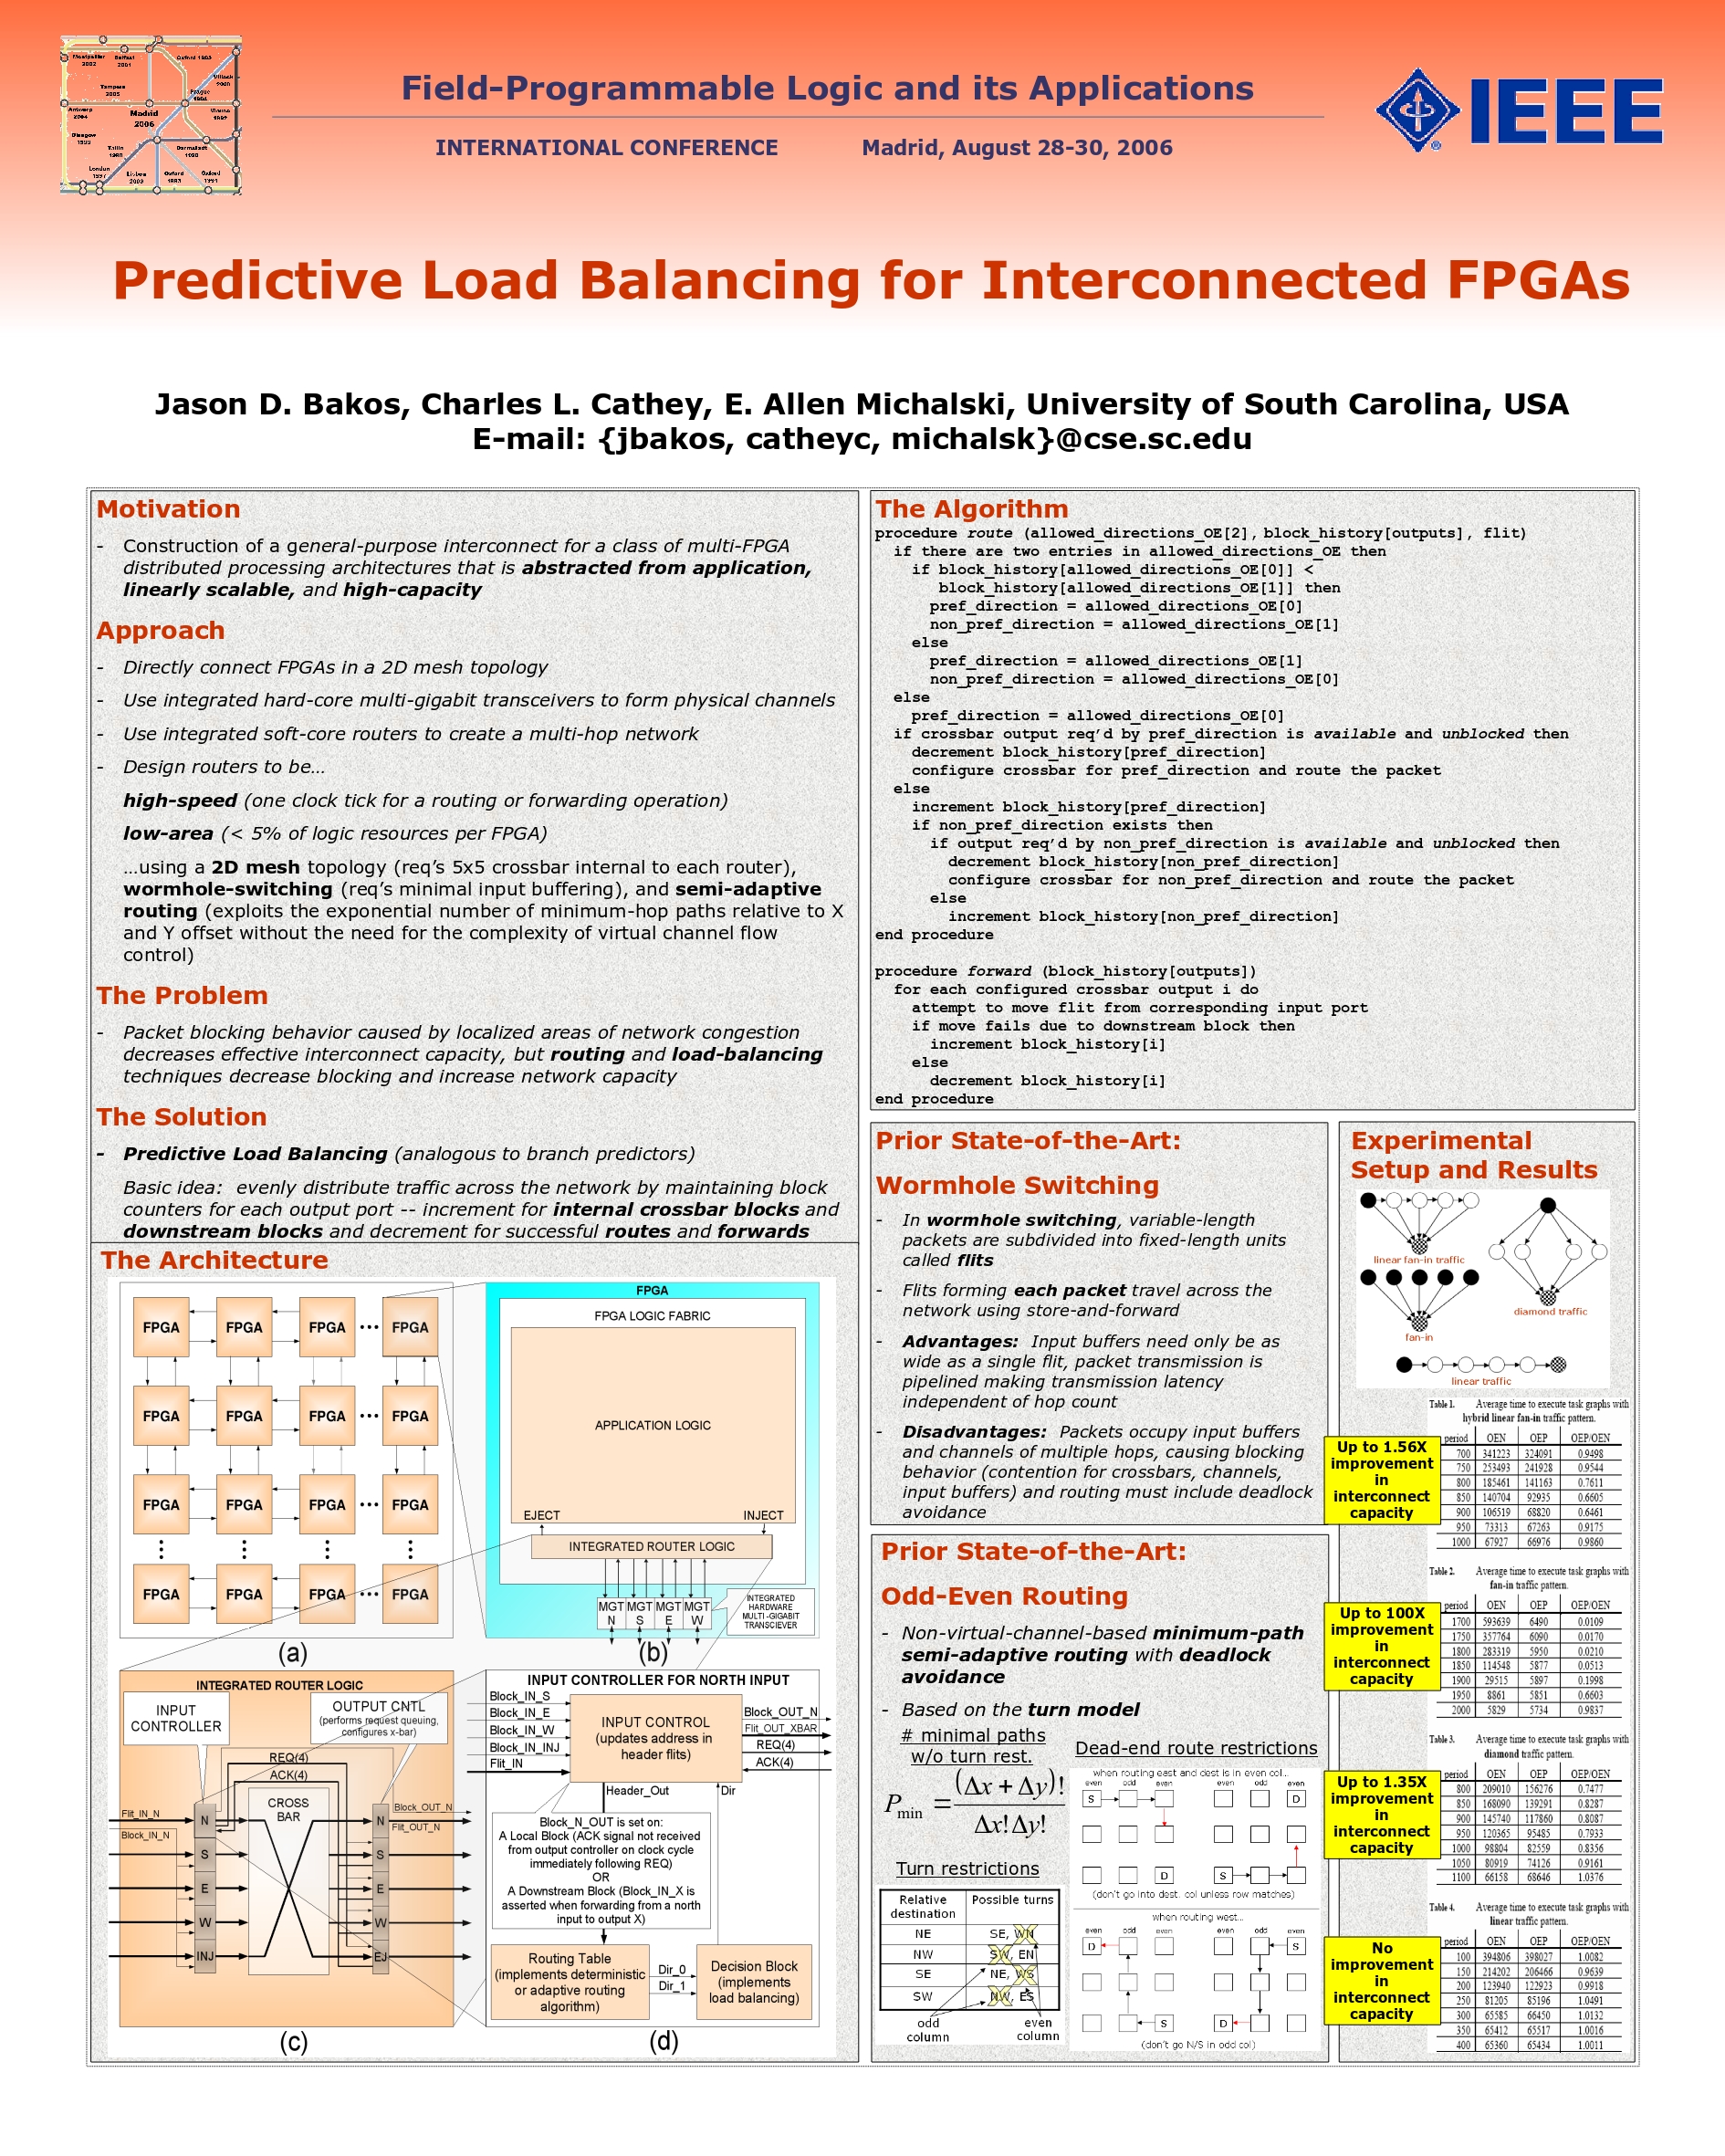 Montpellier
2002
Belfast
2001
Oxford 1993
Villach
2000
Tampere
2005
Prague
1994
Antwerp
2004
Madrid
2006
Vienna
1992
Glasgow
1999
Tallin
1998
Darmstadt
1996
London
1997
Lisboa
2003
Oxford
1993
Oxford
1991
Field-Programmable Logic and its Applications
INTERNATIONAL CONFERENCE Madrid, August 28-30, 2006
IEEE
®
Predictive Load Balancing for Interconnected FPGAs
Jason D. Bakos, Charles L. Cathey, E. Allen Michalski, University of South Carolina, USA
E-mail: {jbakos, catheyc, michalsk}@cse.sc.edu
Motivation
- Construction of a general-purpose interconnect for a class of multi-FPGA
distributed processing architectures that is abstracted from application,
linearly scalable, and high-capacity
Approach
- Directly connect FPGAs in a 2D mesh topology
- Use integrated hard-core multi-gigabit transceivers to form physical channels
- Use integrated soft-core routers to create a multi-hop network
- Design routers to be…
high-speed (one clock tick for a routing or forwarding operation)
low-area (< 5% of logic resources per FPGA)
…using a 2D mesh topology (req's 5x5 crossbar internal to each router),
wormhole-switching (req's minimal input buffering), and semi-adaptive
routing (exploits the exponential number of minimum-hop paths relative to X
and Y offset without the need for the complexity of virtual channel flow
control)
The Problem
- Packet blocking behavior caused by localized areas of network congestion
decreases effective interconnect capacity, but routing and load-balancing
techniques decrease blocking and increase network capacity
The Solution
- Predictive Load Balancing (analogous to branch predictors)
Basic idea: evenly distribute traffic across the network by maintaining block
counters for each output port -- increment for internal crossbar blocks and
downstream blocks and decrement for successful routes and forwards
The Architecture
FPGA FPGA FPGA ••• FPGA
FPGA FPGA FPGA ••• FPGA
FPGA FPGA FPGA ••• FPGA
FPGA FPGA FPGA ••• FPGA
(a)
FPGA
FPGA LOGIC FABRIC
APPLICATION LOGIC
EJECT INJECT
INTEGRATED ROUTER LOGIC
MGT MGT MGT MGT
N S E W
INTEGRATED
HARDWARE
MULTI-GIGABIT
TRANSCIEVER
(b)
INTEGRATED ROUTER LOGIC
INPUT
CONTROLLER
OUTPUT CNTL
(performs request queuing,
configures x-bar)
REQ(4)
ACK(4)
CROSS
BAR
Flit_IN_N
Block_IN_N
N
S
E
W
INJ
N
S
E
W
EJ
Block_OUT_N
Flit_OUT_N
(c)
INPUT CONTROLLER FOR NORTH INPUT
Block_IN_S
Block_IN_E
Block_IN_W
Block_IN_INJ
Flit_IN
INPUT CONTROL
(updates address in
header flits)
Block_OUT_N
Flit_OUT_XBAR
REQ(4)
ACK(4)
Header_Out
Dir
Block_N_OUT is set on:
A Local Block (ACK signal not received
from output controller on clock cycle
immediately following REQ)
OR
A Downstream Block (Block_IN_X is
asserted when forwarding from a north
input to output X)
Routing Table
(implements deterministic
or adaptive routing
algorithm)
Dir_0
Dir_1
Decision Block
(implements
load balancing)
(d)
The Algorithm
procedure route (allowed_directions_OE[2], block_history[outputs], flit)
if there are two entries in allowed_directions_OE then
if block_history[allowed_directions_OE[0]] <
block_history[allowed_directions_OE[1]] then
pref_direction = allowed_directions_OE[0]
non_pref_direction = allowed_directions_OE[1]
else
pref_direction = allowed_directions_OE[1]
non_pref_direction = allowed_directions_OE[0]
else
pref_direction = allowed_directions_OE[0]
if crossbar output req'd by pref_direction is available and unblocked then
decrement block_history[pref_direction]
configure crossbar for pref_direction and route the packet
else
increment block_history[pref_direction]
if non_pref_direction exists then
if output req'd by non_pref_direction is available and unblocked then
decrement block_history[non_pref_direction]
configure crossbar for non_pref_direction and route the packet
else
increment block_history[non_pref_direction]
end procedure
procedure forward (block_history[outputs])
for each configured crossbar output i do
attempt to move flit from corresponding input port
if move fails due to downstream block then
increment block_history[i]
else
decrement block_history[i]
end procedure
Prior State-of-the-Art:
Wormhole Switching
- In wormhole switching, variable-length
packets are subdivided into fixed-length units
called flits
- Flits forming each packet travel across the
network using store-and-forward
- Advantages: Input buffers need only be as
wide as a single flit, packet transmission is
pipelined making transmission latency
independent of hop count
- Disadvantages: Packets occupy input buffers
and channels of multiple hops, causing blocking
behavior (contention for crossbars, channels,
input buffers) and routing must include deadlock
avoidance
Prior State-of-the-Art:
Odd-Even Routing
- Non-virtual-channel-based minimum-path
semi-adaptive routing with deadlock
avoidance
- Based on the turn model
# minimal paths
w/o turn rest.
Pmin = (Δx + Δy)! / Δx! Δy!
Turn restrictions
Relative destination Possible turns
NE SE, WN
NW SW, EN
SE NE, WS
SW NW, ES
odd
column
even
column
Dead-end route restrictions
when routing east and dest is in even col...
even odd even even odd even
S D
D S
(don't go into dest. col unless row matches)
when routing west...
even odd even even odd even
D S
S D
(don't go N/S in odd col)
Experimental
Setup and Results
linear fan-in traffic
diamond traffic
fan-in
linear traffic
Up to 1.56X
improvement
in
interconnect
capacity
Table 1. Average time to execute task graphs with
hybrid linear fan-in traffic pattern.
period OEN OEP OEP/OEN
700 341223 324091 0.9498
750 253493 241928 0.9544
800 185461 141163 0.7611
850 140704 92935 0.6605
900 106519 68820 0.6461
950 73313 67263 0.9175
1000 67927 66976 0.9860
Up to 100X
improvement
in
interconnect
capacity
Table 2. Average time to execute task graphs with
fan-in traffic pattern.
period OEN OEP OEP/OEN
1700 593639 6490 0.0109
1750 357764 6090 0.0170
1800 283319 5950 0.0210
1850 114548 5877 0.0513
1900 29515 5897 0.1998
1950 8861 5851 0.6603
2000 5829 5734 0.9837
Up to 1.35X
improvement
in
interconnect
capacity
Table 3. Average time to execute task graphs with
diamond traffic pattern.
period OEN OEP OEP/OEN
800 209010 156276 0.7477
850 168090 139291 0.8287
900 145740 117860 0.8087
950 120365 95485 0.7933
1000 98804 82559 0.8356
1050 80919 74126 0.9161
1100 66158 68646 1.0376
No
improvement
in
interconnect
capacity
Table 4. Average time to execute task graphs with
linear traffic pattern.
period OEN OEP OEP/OEN
100 394806 398027 1.0082
150 214202 206466 0.9639
200 123940 122923 0.9918
250 81205 85196 1.0491
300 65585 66450 1.0132
350 65412 65517 1.0016
400 65360 65434 1.0011